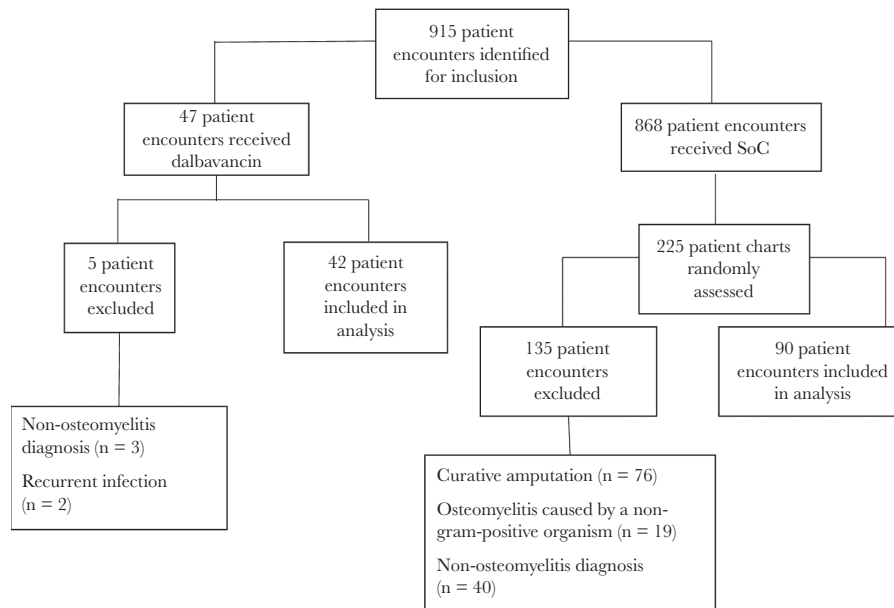 915 patient
encounters identified
for inclusion
47 patient
encounters received
dalbavancin
868 patient encounters
received SoC
5 patient
encounters
excluded
42 patient
encounters
included in
analysis
225 patient charts
randomly
assessed
135 patient
encounters
excluded
90 patient
encounters included
in analysis
Non-osteomyelitis
diagnosis (n = 3)
Recurrent infection
(n = 2)
Curative amputation (n = 76)
Osteomyelitis caused by a non-
gram-positive organism (n = 19)
Non-osteomyelitis diagnosis
(n = 40)